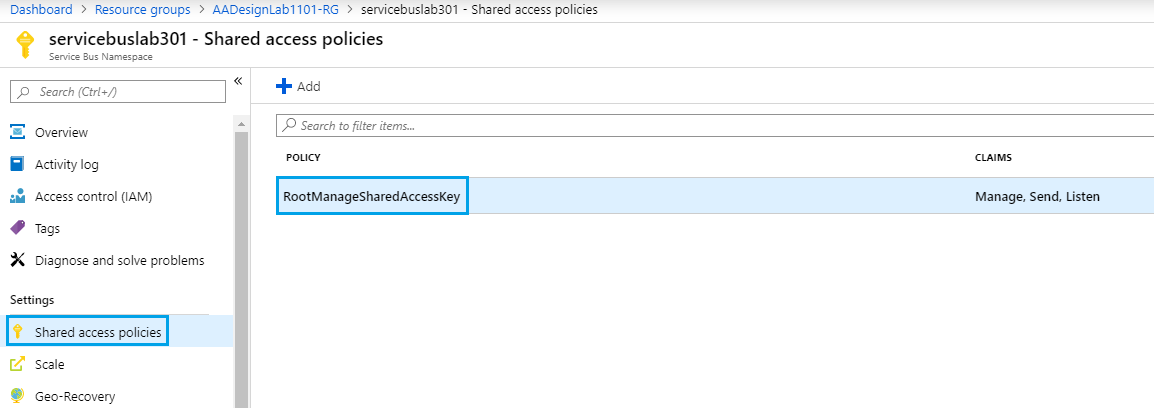 Dashboard > Resource groups > AADesignLab1101-RG > servicebuslab301 - Shared access policies
servicebuslab301 - Shared access policies
Service Bus Namespace
«
Search (Ctrl+/)
Overview
Activity log
Access control (IAM)
Tags
Diagnose and solve problems
Settings
Shared access policies
Scale
Geo-Recovery
Add
Search to filter items...
POLICY CLAIMS
RootManageSharedAccessKey Manage, Send, Listen